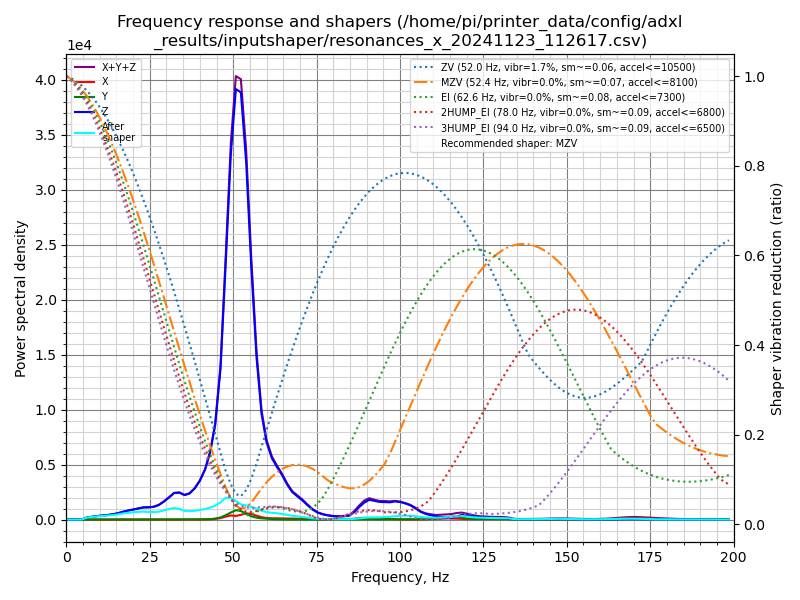 Frequency response and shapers (/home/pi/printer_data/config/adxl
_results/inputshaper/resonances_x_20241123_112617.csv)
1e4
X+Y+Z
X
Y
Z
After
shaper
ZV (52.0 Hz, vibr=1.7%, sm~=0.06, accel<=10500)
MZV (52.4 Hz, vibr=0.0%, sm~=0.07, accel<=8100)
EI (62.6 Hz, vibr=0.0%, sm~=0.08, accel<=7300)
2HUMP_EI (78.0 Hz, vibr=0.0%, sm~=0.09, accel<=6800)
3HUMP_EI (94.0 Hz, vibr=0.0%, sm~=0.09, accel<=6500)
Recommended shaper: MZV
Power spectral density
4.0
3.5
3.0
2.5
2.0
1.5
1.0
0.5
0.0
1.0
0.8
0.6
0.4
0.2
0.0
Shaper vibration reduction (ratio)
0 25 50 75 100 125 150 175 200
Frequency, Hz